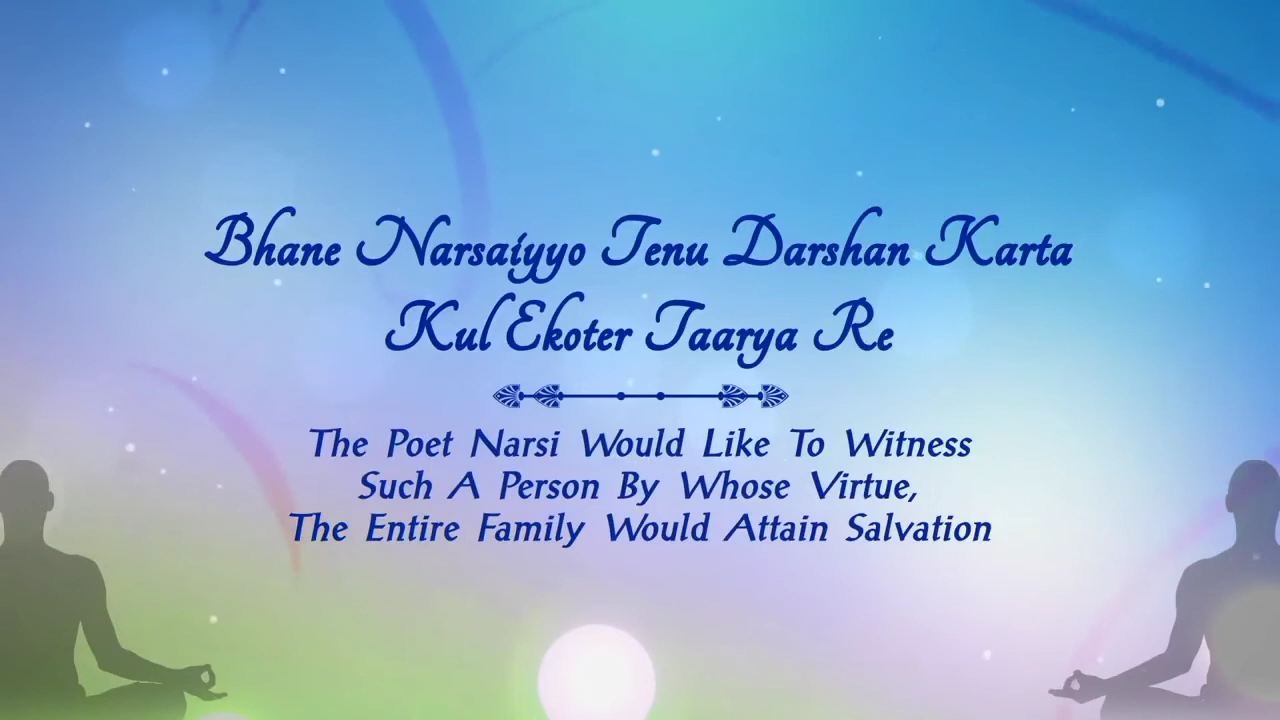 Bhane Narsaiyyo Tenu Darshan Karta
Kul Ekoter Taarya Re
The Poet Narsi Would Like To Witness
Such A Person By Whose Virtue,
The Entire Family Would Attain Salvation